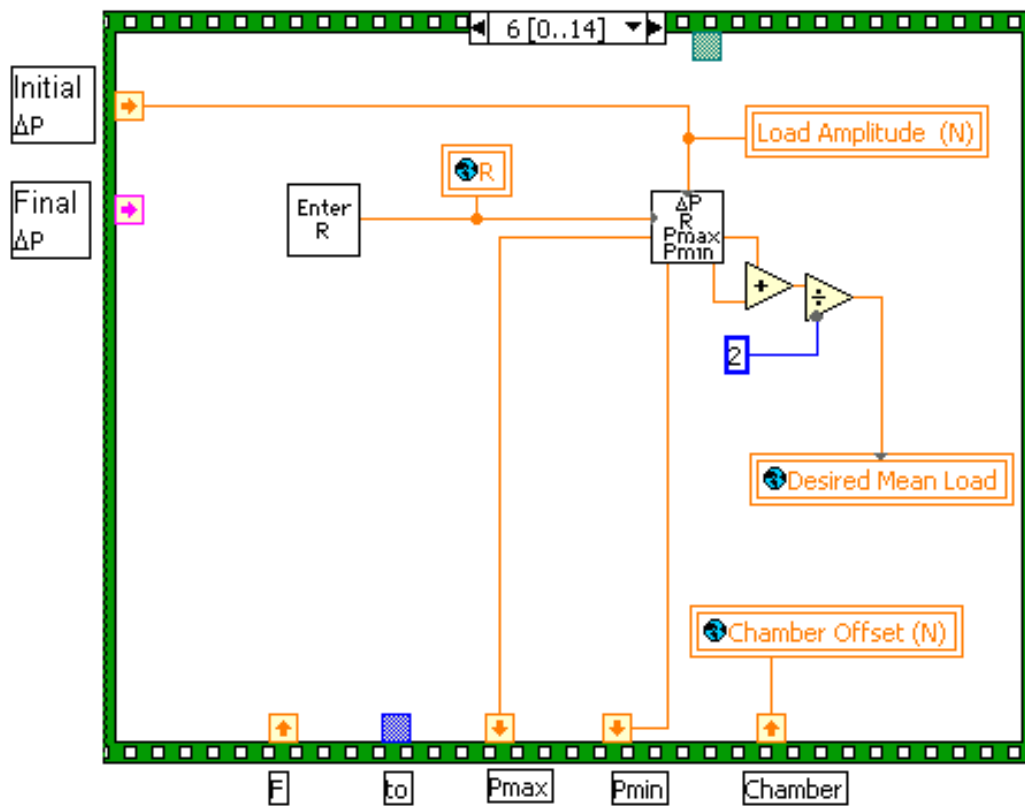 6 [0..14]
Initial
ΔP
Load Amplitude (N)
R
Final
ΔP
Enter
R
ΔP
R
Pmax
Pmin
+
÷
2
Desired Mean Load
Chamber Offset (N)
F
to
Pmax
Pmin
Chamber